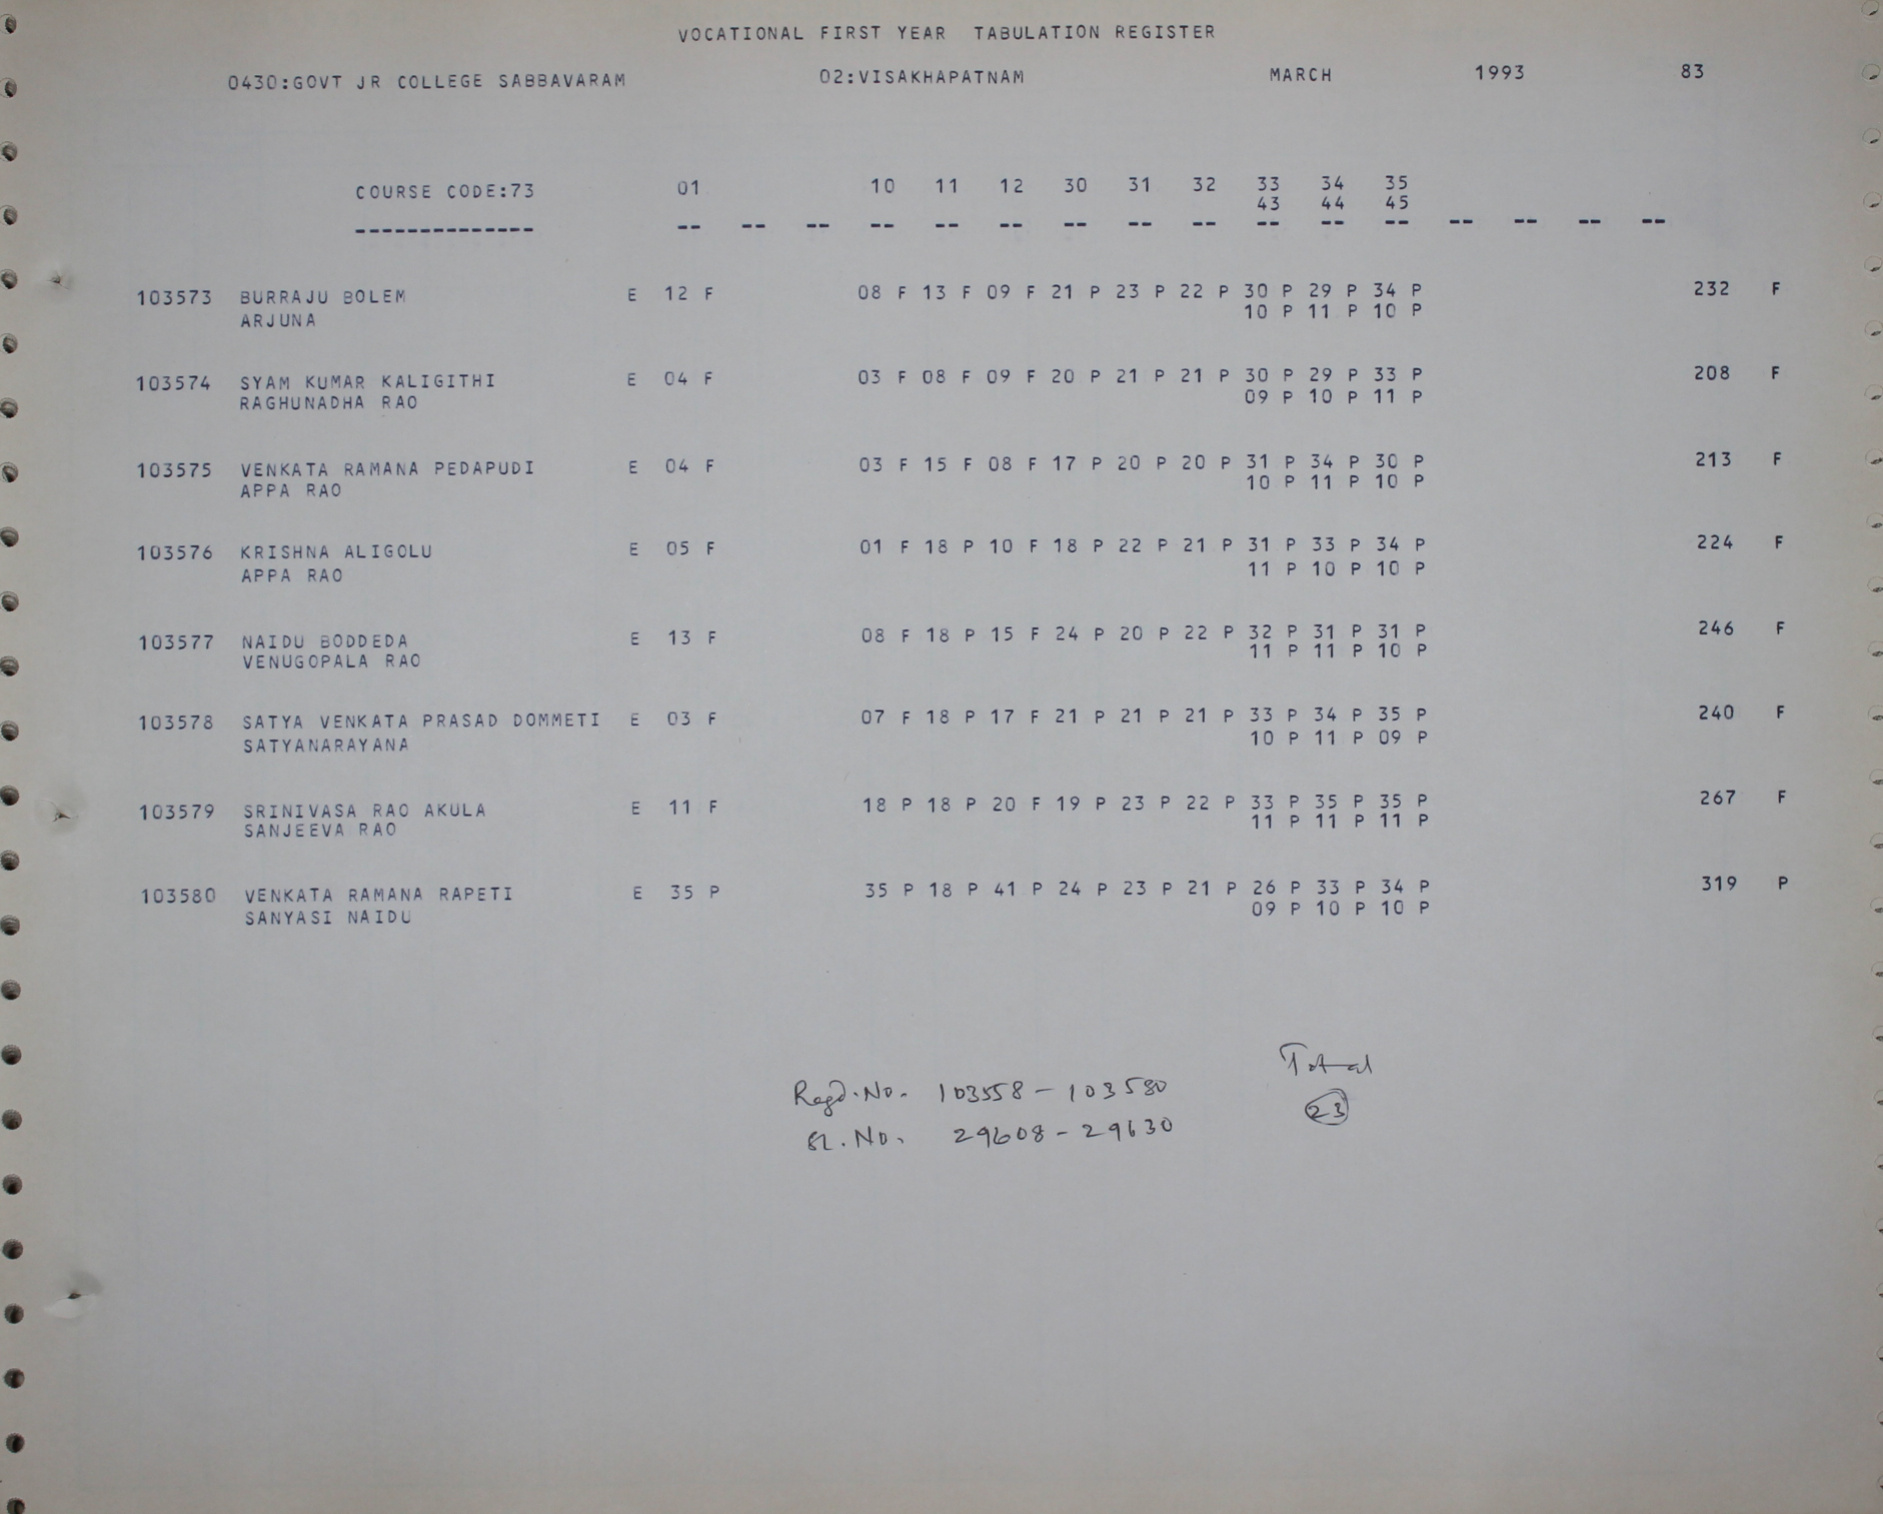 VOCATIONAL FIRST YEAR TABULATION REGISTER
0430:GOVT JR COLLEGE SABBAVARAM 02:VISAKHAPATNAM MARCH 1993 83
COURSE CODE:73 01 10 11 12 30 31 32 33 34 35
43 44 45
-------------- -- -- -- -- -- -- -- -- -- -- -- -- -- -- -- --
103573 BURRAJU BOLEM E 12 F 08 F 13 F 09 F 21 P 23 P 22 P 30 P 29 P 34 P 232 F
ARJUNA 10 P 11 P 10 P
103574 SYAM KUMAR KALIGITHI E 04 F 03 F 08 F 09 F 20 P 21 P 21 P 30 P 29 P 33 P 208 F
RAGHUNADHA RAO 09 P 10 P 11 P
103575 VENKATA RAMANA PEDAPUDI E 04 F 03 F 15 F 08 F 17 P 20 P 20 P 31 P 34 P 30 P 213 F
APPA RAO 10 P 11 P 10 P
103576 KRISHNA ALIGOLU E 05 F 01 F 18 P 10 F 18 P 22 P 21 P 31 P 33 P 34 P 224 F
APPA RAO 11 P 10 P 10 P
103577 NAIDU BODDEDA E 13 F 08 F 18 P 15 F 24 P 20 P 22 P 32 P 31 P 31 P 246 F
VENUGOPALA RAO 11 P 11 P 10 P
103578 SATYA VENKATA PRASAD DOMMETI E 03 F 07 F 18 P 17 F 21 P 21 P 21 P 33 P 34 P 35 P 240 F
SATYANARAYANA 10 P 11 P 09 P
103579 SRINIVASA RAO AKULA E 11 F 18 P 18 P 20 F 19 P 23 P 22 P 33 P 35 P 35 P 267 F
SANJEEVA RAO 11 P 11 P 11 P
103580 VENKATA RAMANA RAPETI E 35 P 35 P 18 P 41 P 24 P 23 P 21 P 26 P 33 P 34 P 319 P
SANYASI NAIDU 09 P 10 P 10 P
Total
Regd.No. 103558 - 103580 23
Sl.No. 29608 - 29630